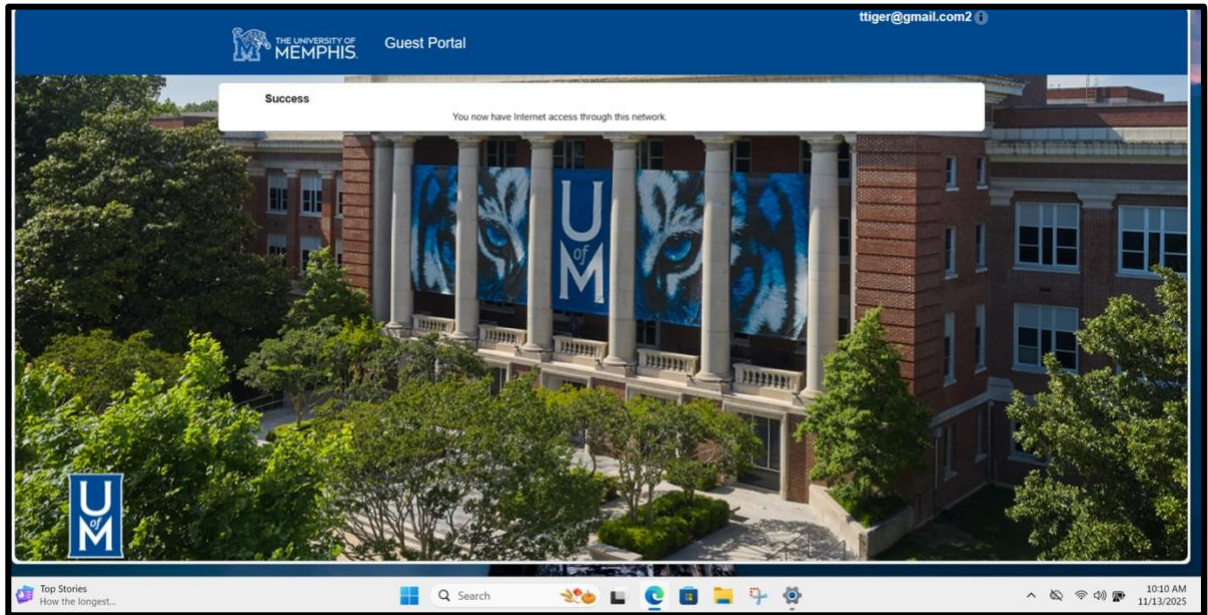 ttiger@gmail.com2
THE UNIVERSITY OF
MEMPHIS.
Guest Portal
Success
You now have Internet access through this network.
U
of
M
U
of
M
Top Stories
How the longest...
Search
10:10 AM
11/13/2025